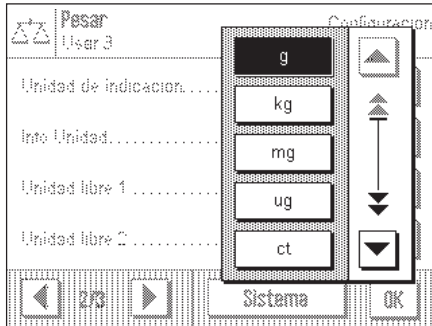 Pesar
Configuracion
User 3
g
Unidad de indicacion.....
kg
Info Unidad...........
mg
Unidad libre 1 .........
ug
Unidad libre 2 .........
ct
2/3
Sistema
OK